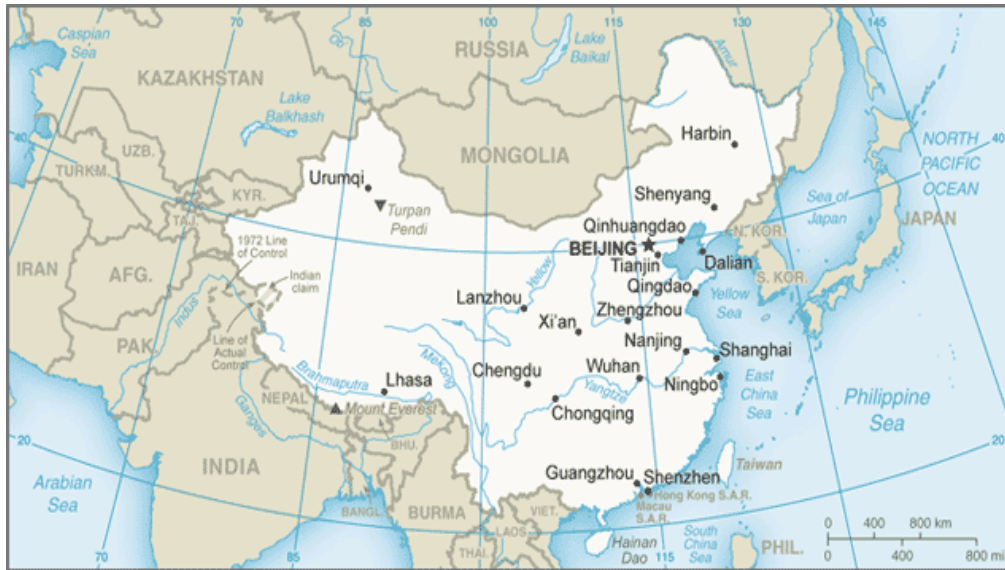 70
85
100
115
130
145
Caspian
Sea
RUSSIA
Lake
Baikal
Amur
KAZAKHSTAN
Lake
Balkhash
40
Harbin
NORTH
PACIFIC
OCEAN
40
MONGOLIA
UZB.
TURKM.
KYR.
Urumqi
Turpan
Pendi
Shenyang
Sea of
Japan
JAPAN
TAJ.
Qinhuangdao
BEIJING
Tianjin
Dalian
N. KOR.
S. KOR.
1972 Line
of Control
Indian
claim
IRAN
AFG.
Indus
Qingdao
Yellow
Sea
Yellow
Lanzhou
Zhengzhou
Xi'an
PAK.
Line of
Actual
Control
Nanjing
Shanghai
Mekong
Wuhan
Chengdu
Yangtze
Ningbo
East
China
Sea
Brahmaputra
Lhasa
Chongqing
Philippine
Sea
NEPAL
Mount Everest
Ganges
BHU.
20
20
INDIA
Guangzhou
Shenzhen
Taiwan
Arabian
Sea
Hong Kong S.A.R.
Macau
S.A.R.
BANGL.
BURMA
VIET.
LAOS
THAI.
Hainan
Dao
South
China
Sea
PHIL.
0 400 800 km
0 400 800 mi
70
85
115